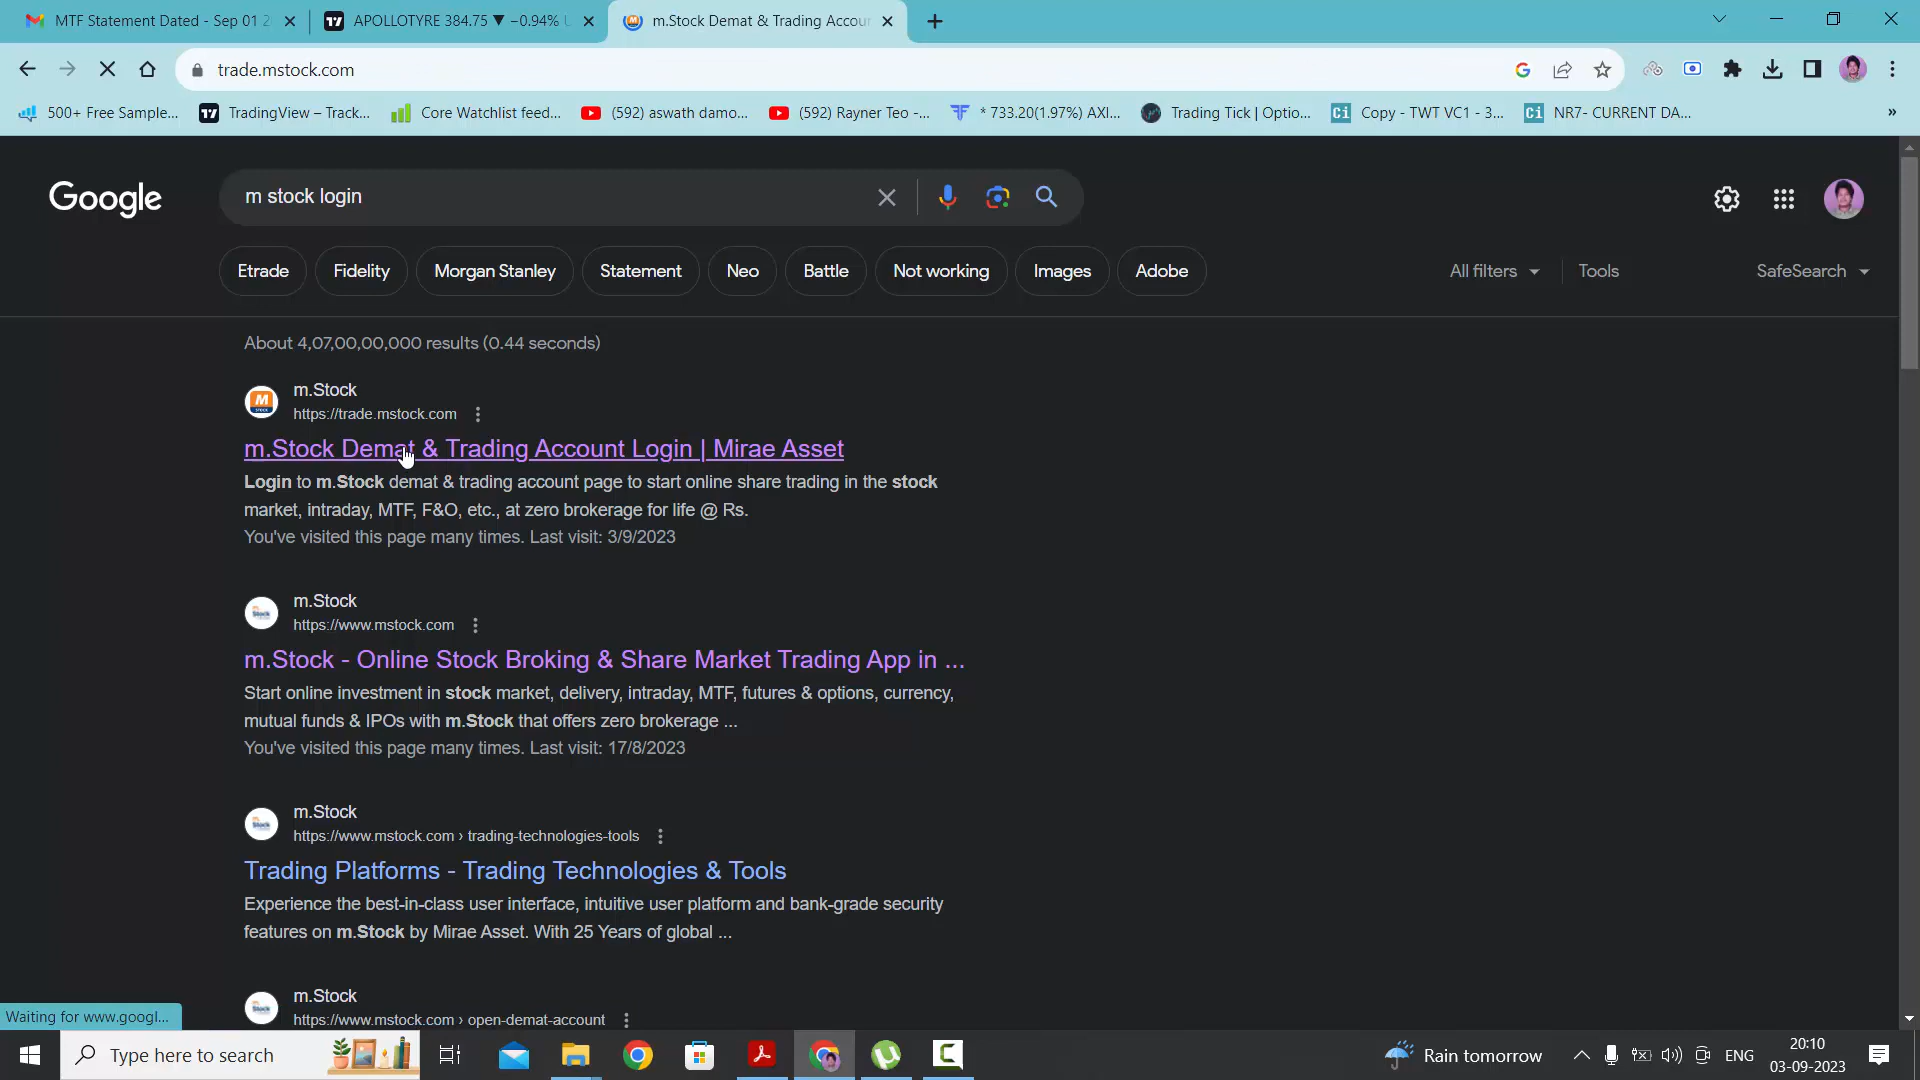 MTF Statement Dated - Sep 01 2
APOLLOTYRE 384.75 ▼ −0.94% U
m.Stock Demat & Trading Accou
trade.mstock.com
500+ Free Sample...
TradingView – Track...
Core Watchlist feed...
(592) aswath damo...
(592) Rayner Teo -...
* 733.20(1.97%) AXI...
Trading Tick | Optio...
Copy - TWT VC1 - 3...
NR7- CURRENT DA...
»
Google
m stock login
Etrade
Fidelity
Morgan Stanley
Statement
Neo
Battle
Not working
Images
Adobe
All filters
Tools
SafeSearch
About 4,07,00,00,000 results (0.44 seconds)
m.Stock
https://trade.mstock.com
m.Stock Demat & Trading Account Login | Mirae Asset
Login to m.Stock demat & trading account page to start online share trading in the stock
market, intraday, MTF, F&O, etc., at zero brokerage for life @ Rs.
You've visited this page many times. Last visit: 3/9/2023
m.Stock
https://www.mstock.com
m.Stock - Online Stock Broking & Share Market Trading App in ...
Start online investment in stock market, delivery, intraday, MTF, futures & options, currency,
mutual funds & IPOs with m.Stock that offers zero brokerage ...
You've visited this page many times. Last visit: 17/8/2023
m.Stock
https://www.mstock.com › trading-technologies-tools
Trading Platforms - Trading Technologies & Tools
Experience the best-in-class user interface, intuitive user platform and bank-grade security
features on m.Stock by Mirae Asset. With 25 Years of global ...
m.Stock
https://www.mstock.com › open-demat-account
Waiting for www.googl...
Type here to search
Rain tomorrow
ENG
20:10
03-09-2023